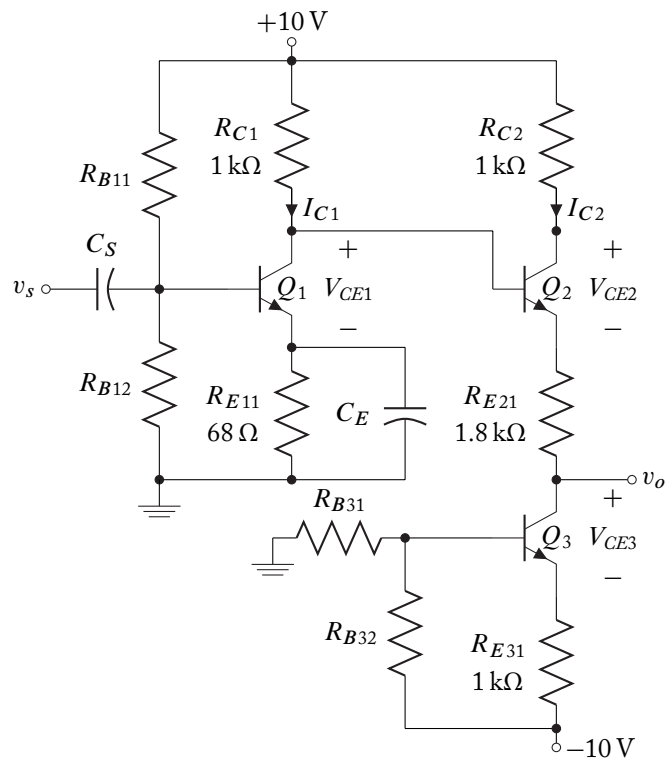 +10 V
R_{C1}
1 kΩ
R_{C2}
1 kΩ
R_{B11}
I_{C1}
I_{C2}
C_S
+
+
v_s
Q_1
V_{CE1}
Q_2
V_{CE2}
−
−
R_{B12}
R_{E11}
68 Ω
C_E
R_{E21}
1.8 kΩ
v_o
R_{B31}
+
Q_3
V_{CE3}
−
R_{B32}
R_{E31}
1 kΩ
−10 V